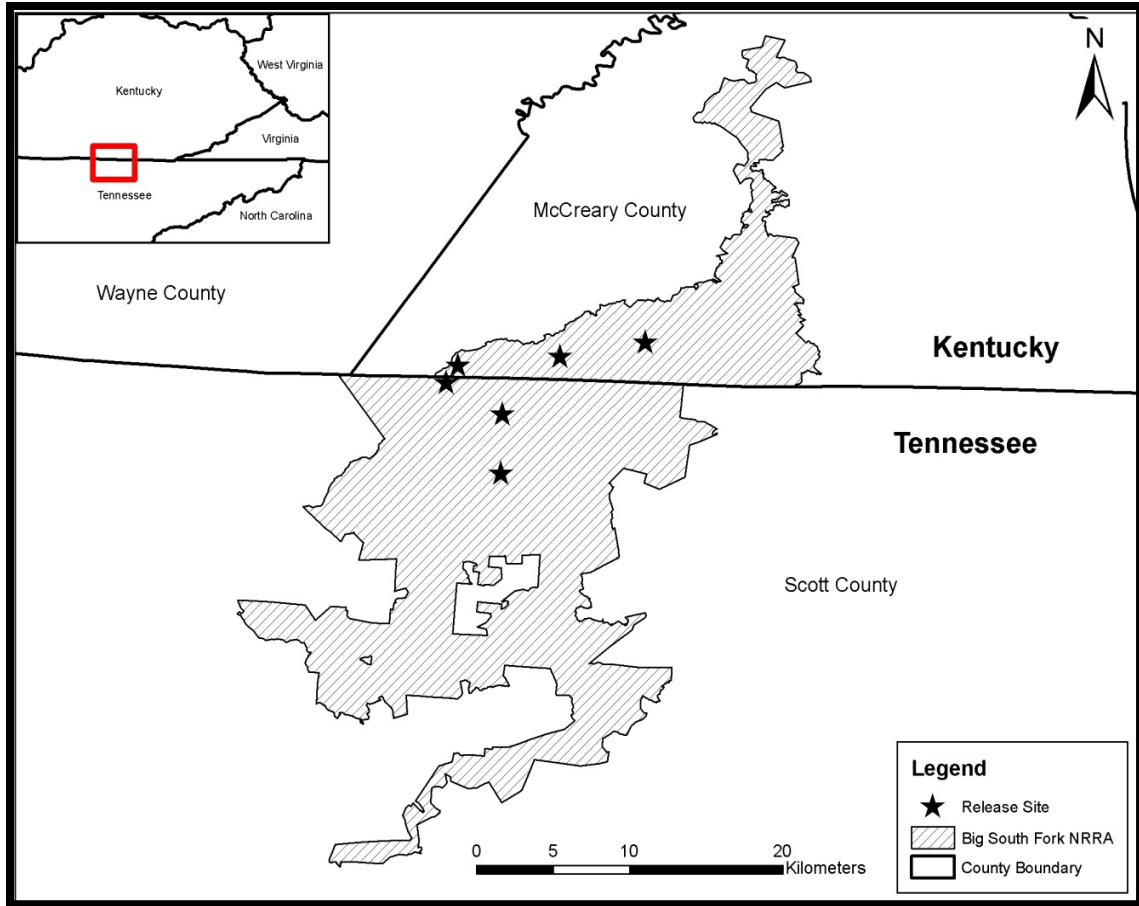 West Virginia
Kentucky
Virginia
Tennessee
North Carolina
N
McCreary County
Wayne County
Kentucky
Tennessee
Scott County
Legend
Release Site
Big South Fork NRRA
County Boundary
0 5 10 20
Kilometers